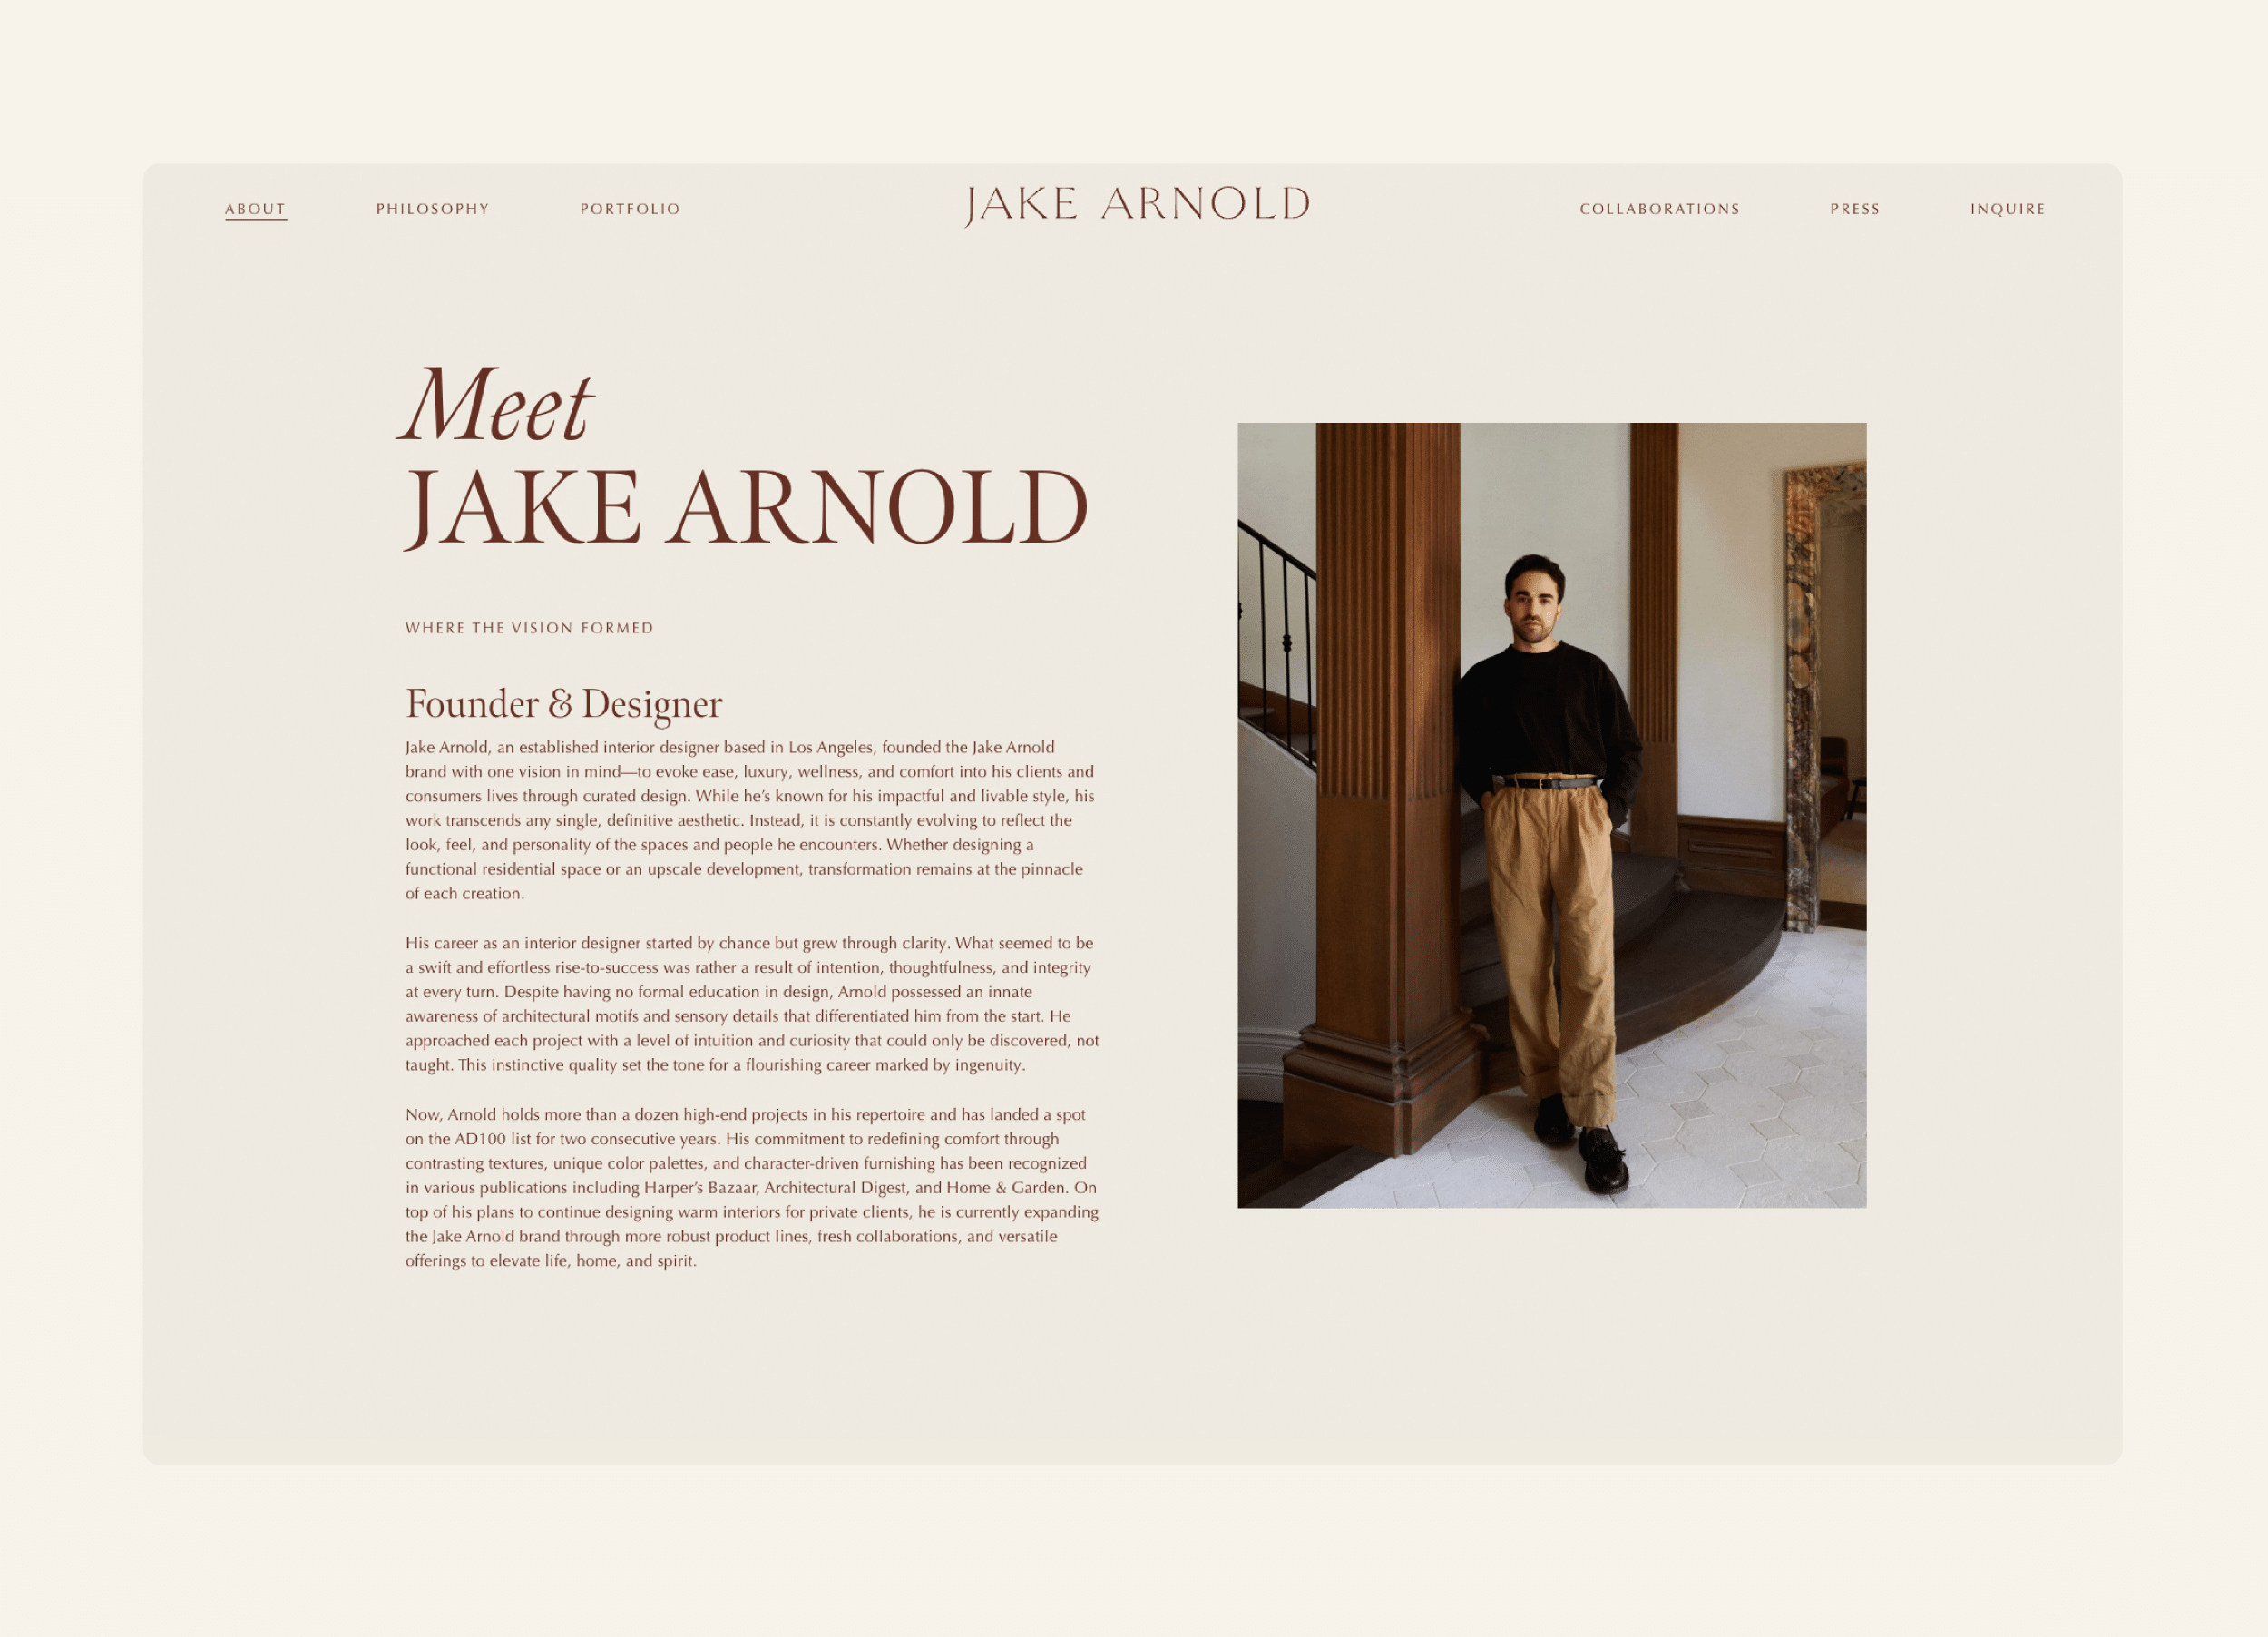 ABOUT
PHILOSOPHY
PORTFOLIO
JAKE ARNOLD
COLLABORATIONS
PRESS
INQUIRE
Meet
JAKE ARNOLD
WHERE THE VISION FORMED
Founder & Designer
Jake Arnold, an established interior designer based in Los Angeles, founded the Jake Arnold
brand with one vision in mind—to evoke ease, luxury, wellness, and comfort into his clients and
consumers lives through curated design. While he’s known for his impactful and livable style, his
work transcends any single, definitive aesthetic. Instead, it is constantly evolving to reflect the
look, feel, and personality of the spaces and people he encounters. Whether designing a
functional residential space or an upscale development, transformation remains at the pinnacle
of each creation.
His career as an interior designer started by chance but grew through clarity. What seemed to be
a swift and effortless rise-to-success was rather a result of intention, thoughtfulness, and integrity
at every turn. Despite having no formal education in design, Arnold possessed an innate
awareness of architectural motifs and sensory details that differentiated him from the start. He
approached each project with a level of intuition and curiosity that could only be discovered, not
taught. This instinctive quality set the tone for a flourishing career marked by ingenuity.
Now, Arnold holds more than a dozen high-end projects in his repertoire and has landed a spot
on the AD100 list for two consecutive years. His commitment to redefining comfort through
contrasting textures, unique color palettes, and character-driven furnishing has been recognized
in various publications including Harper’s Bazaar, Architectural Digest, and Home & Garden. On
top of his plans to continue designing warm interiors for private clients, he is currently expanding
the Jake Arnold brand through more robust product lines, fresh collaborations, and versatile
offerings to elevate life, home, and spirit.